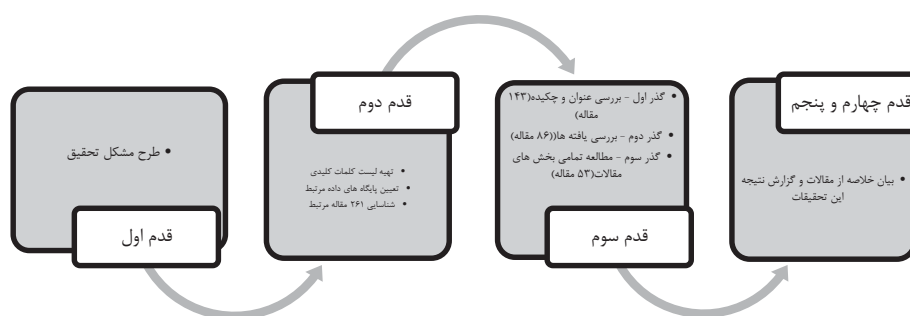 • طرح مشکل تحقیق
قدم اول
قدم دوم
• تهیه لیست کلمات کلیدی
• تعیین پایگاه های داده مرتبط
• شناسایی ۲۶۱ مقاله مرتبط
• گذر اول - بررسی عنوان و چکیده(۱۴۳
مقاله)
• گذر دوم - بررسی یافته ها((۸۶ مقاله)
• گذر سوم - مطالعه تمامی بخش های
مقالات(۵۳ مقاله)
قدم سوم
قدم چهارم و پنجم
• بیان خلاصه از مقالات و گزارش نتیجه
این تحقیقات